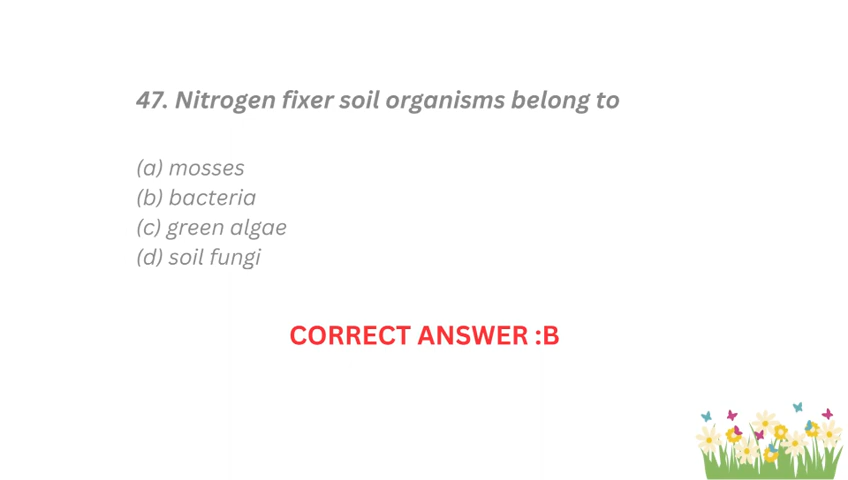 47. Nitrogen fixer soil organisms belong to
(a) mosses
(b) bacteria
(c) green algae
(d) soil fungi
CORRECT ANSWER :B